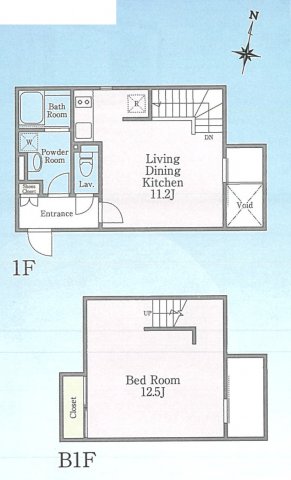 N
Bath
Room
R
W
Powder
Room
DN
Living
Dining
Kitchen
11.2J
Lav.
Shoes
Closet
Entrance
Void
1F
UP
Bed Room
12.5J
Closet
B1F